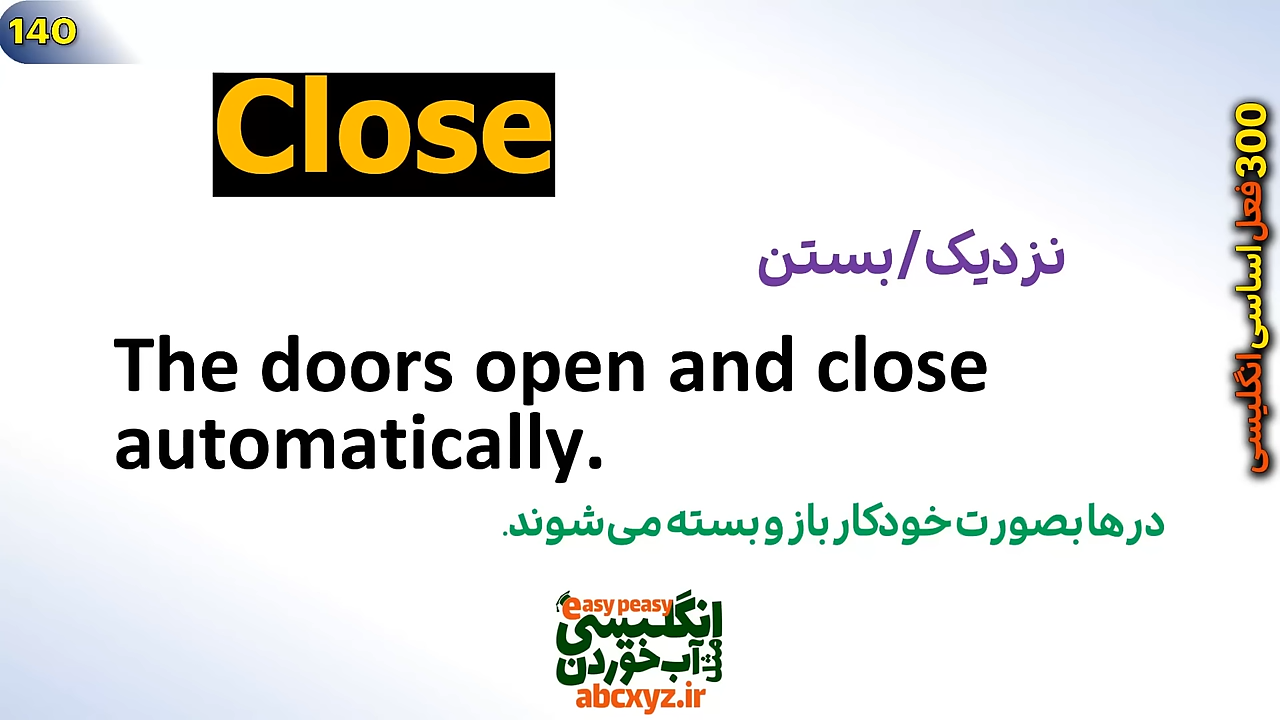 140
Close
نزدیک/بستن
The doors open and close
automatically.
درها بصورت خودکار باز و بسته می‌شوند.
300 فعل اساسی انگلیسی
easy peasy
انگلیسی
مثل آب خوردن
abcxyz.ir